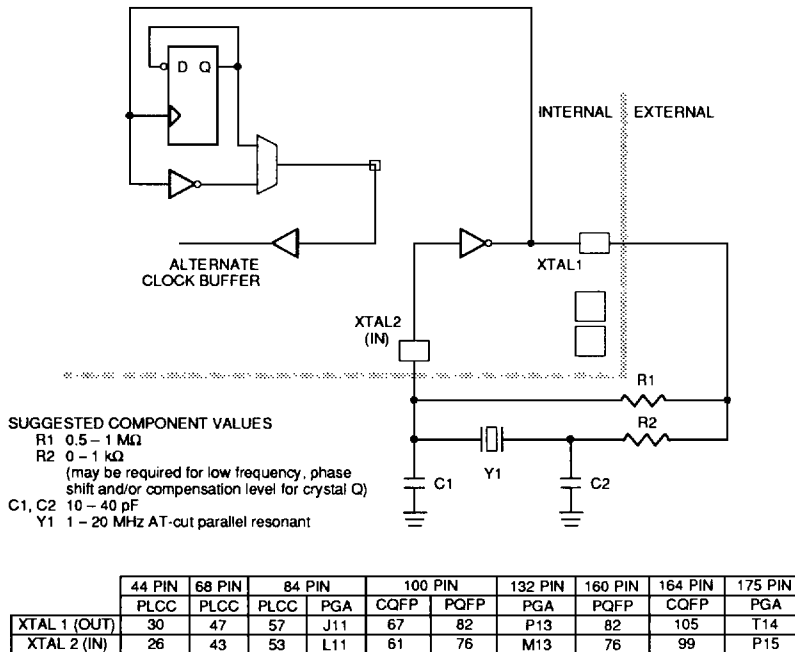 D Q
INTERNAL
EXTERNAL
ALTERNATE
CLOCK BUFFER
XTAL1
XTAL2
(IN)
R1
R2
C1
Y1
C2
SUGGESTED COMPONENT VALUES
R1 0.5 – 1 MΩ
R2 0 – 1 kΩ
(may be required for low frequency, phase
shift and/or compensation level for crystal Q)
C1, C2 10 – 40 pF
Y1 1 – 20 MHz AT-cut parallel resonant
44 PIN 68 PIN 84 PIN 100 PIN 132 PIN 160 PIN 164 PIN 175 PIN
PLCC PLCC PLCC PGA CQFP PQFP PGA PQFP CQFP PGA
XTAL 1 (OUT) 30 47 57 J11 67 82 P13 82 105 T14
XTAL 2 (IN) 26 43 53 L11 61 76 M13 76 99 P15